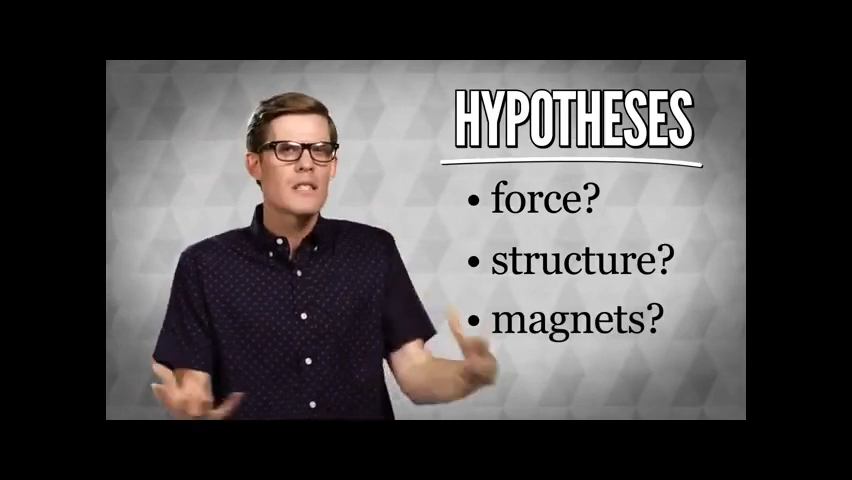 HYPOTHESES
• force?
• structure?
• magnets?